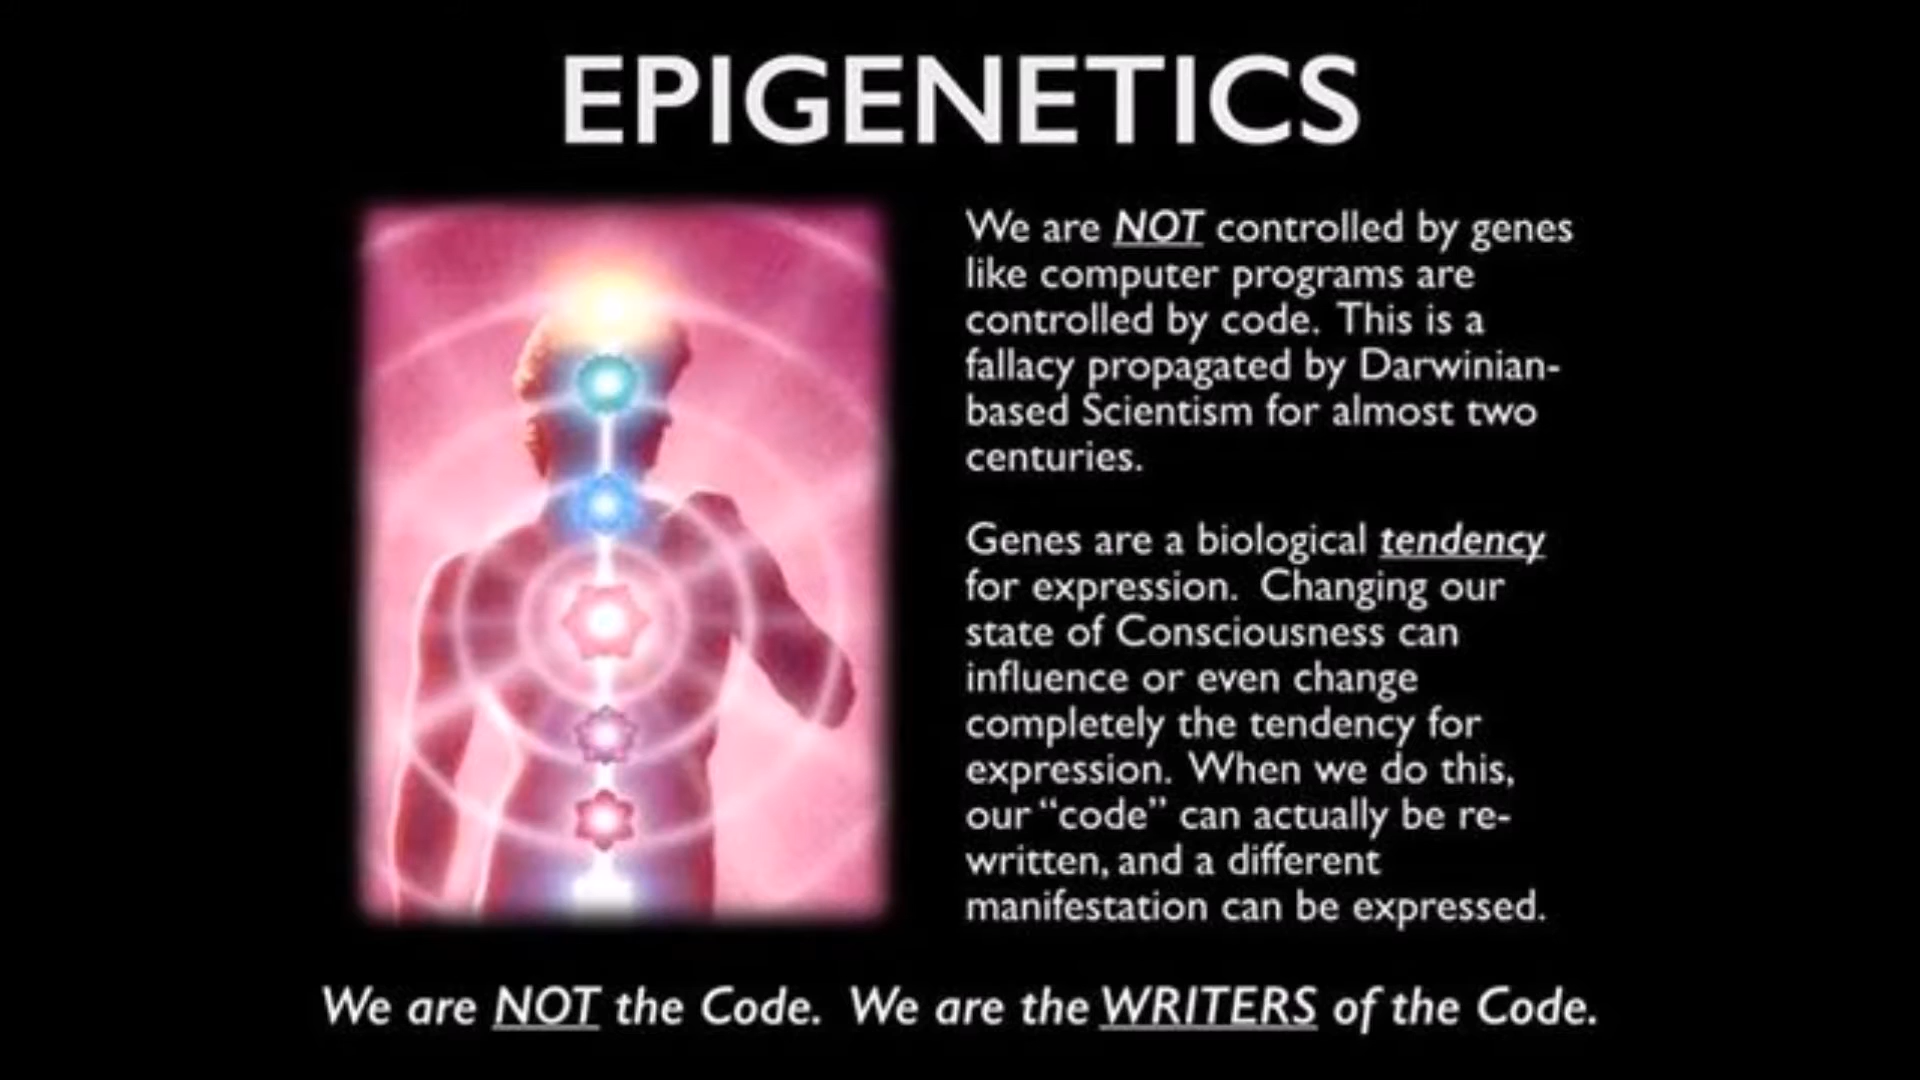 EPIGENETICS
We are NOT controlled by genes
like computer programs are
controlled by code. This is a
fallacy propagated by Darwinian-
based Scientism for almost two
centuries.
Genes are a biological tendency
for expression. Changing our
state of Consciousness can
influence or even change
completely the tendency for
expression. When we do this,
our “code” can actually be re-
written, and a different
manifestation can be expressed.
We are NOT the Code. We are the WRITERS of the Code.